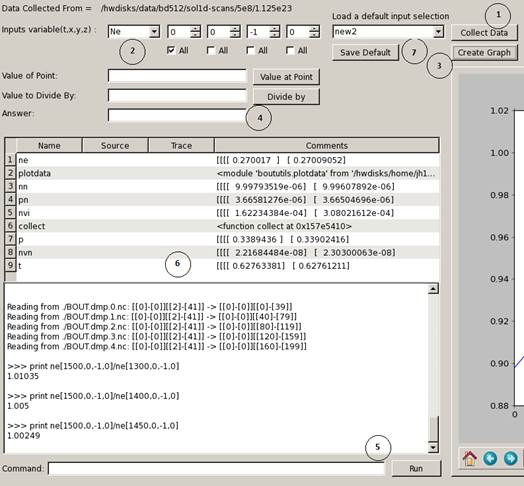 Data Collected From = /hwdisks/data/bd512/sol1d-scans/5e8/1.125e23
1
Load a default input selection
Inputs variable(t,x,y,z) : Ne 0 0 -1 0 new2 Collect Data
2 All All All All Save Default 7 3 Create Graph
Value of Point: Value at Point
Value to Divide By: Divide by
Answer: 4
Name Source Trace Comments
1 ne [[[[ 0.270017 ] [ 0.27009052]
2 plotdata <module 'boututils.plotdata' from '/hwdisks/home/jh1...
3 nn [[[[ 9.99793519e-06] [ 9.99607892e-06]
4 pn [[[[ 3.66581276e-06] [ 3.66504696e-06]
5 nvi [[[[ 1.62234384e-04] [ 3.08021612e-04]
6 collect <function collect at 0x157e5410>
7 p [[[[ 0.3389436 ] [ 0.33902416]
8 nvn [[[[ 2.21684484e-08] [ 2.30300063e-08]
9 t 6 [[[[ 0.62763381] [ 0.62761211]
Reading from ./BOUT.dmp.0.nc: [[0]-[0]][[2]-[41]] -> [[0]-[0]][[0]-[39]]
Reading from ./BOUT.dmp.1.nc: [[0]-[0]][[2]-[41]] -> [[0]-[0]][[40]-[79]]
Reading from ./BOUT.dmp.2.nc: [[0]-[0]][[2]-[41]] -> [[0]-[0]][[80]-[119]]
Reading from ./BOUT.dmp.3.nc: [[0]-[0]][[2]-[41]] -> [[0]-[0]][[120]-[159]]
Reading from ./BOUT.dmp.4.nc: [[0]-[0]][[2]-[41]] -> [[0]-[0]][[160]-[199]]
>>> print ne[1500,0,-1,0]/ne[1300,0,-1,0]
1.01035
>>> print ne[1500,0,-1,0]/ne[1400,0,-1,0]
1.005
>>> print ne[1500,0,-1,0]/ne[1450,0,-1,0]
1.00249
5
Command: Run
1.02
1.00
0.98
0.96
0.94
0.92
0.90
0.88
0